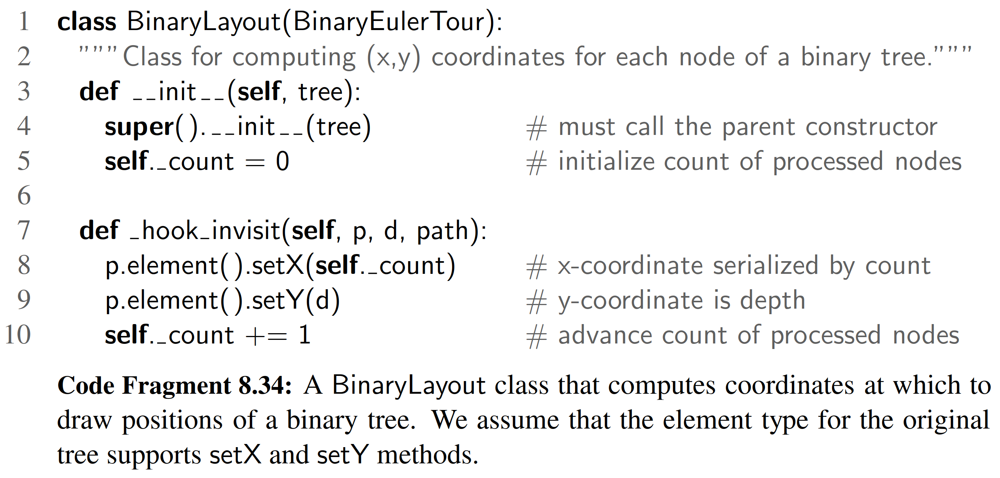 1 class BinaryLayout(BinaryEulerTour):
2 """Class for computing (x,y) coordinates for each node of a binary tree."""
3 def __init__(self, tree):
4 super().__init__(tree) # must call the parent constructor
5 self._count = 0 # initialize count of processed nodes
6
7 def _hook_invisit(self, p, d, path):
8 p.element().setX(self._count) # x-coordinate serialized by count
9 p.element().setY(d) # y-coordinate is depth
10 self._count += 1 # advance count of processed nodes
Code Fragment 8.34: A BinaryLayout class that computes coordinates at which to
draw positions of a binary tree. We assume that the element type for the original
tree supports setX and setY methods.